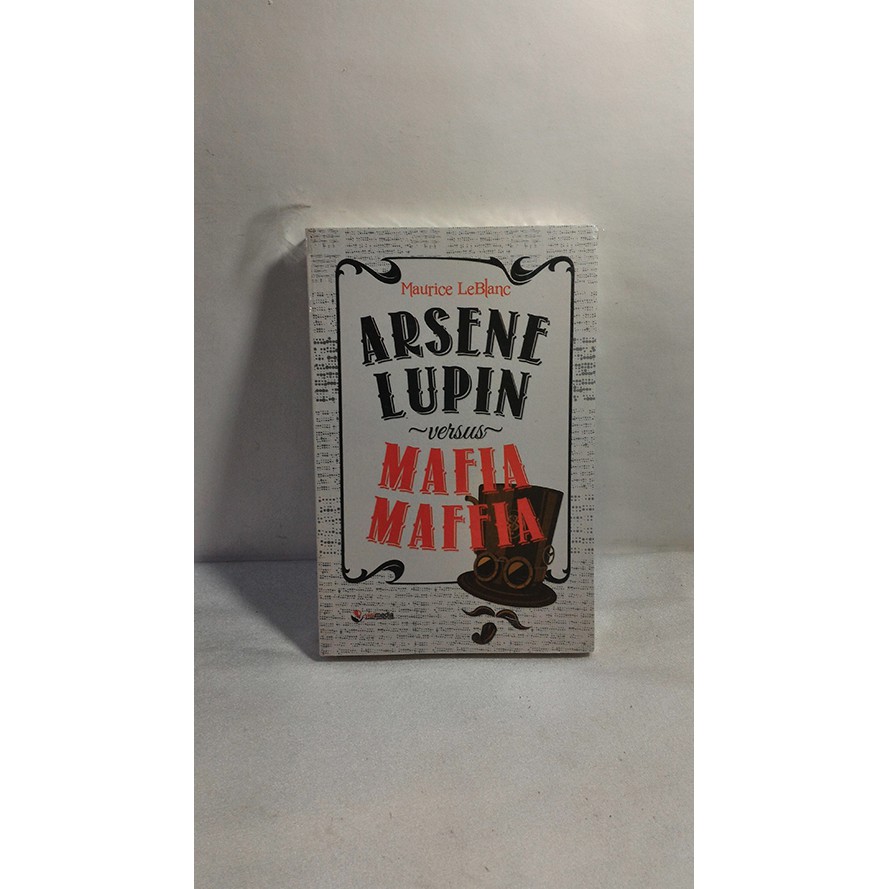 Maurice LeBlanc
ARSENE
LUPIN
~versus~
MAFIA
MAFFIA